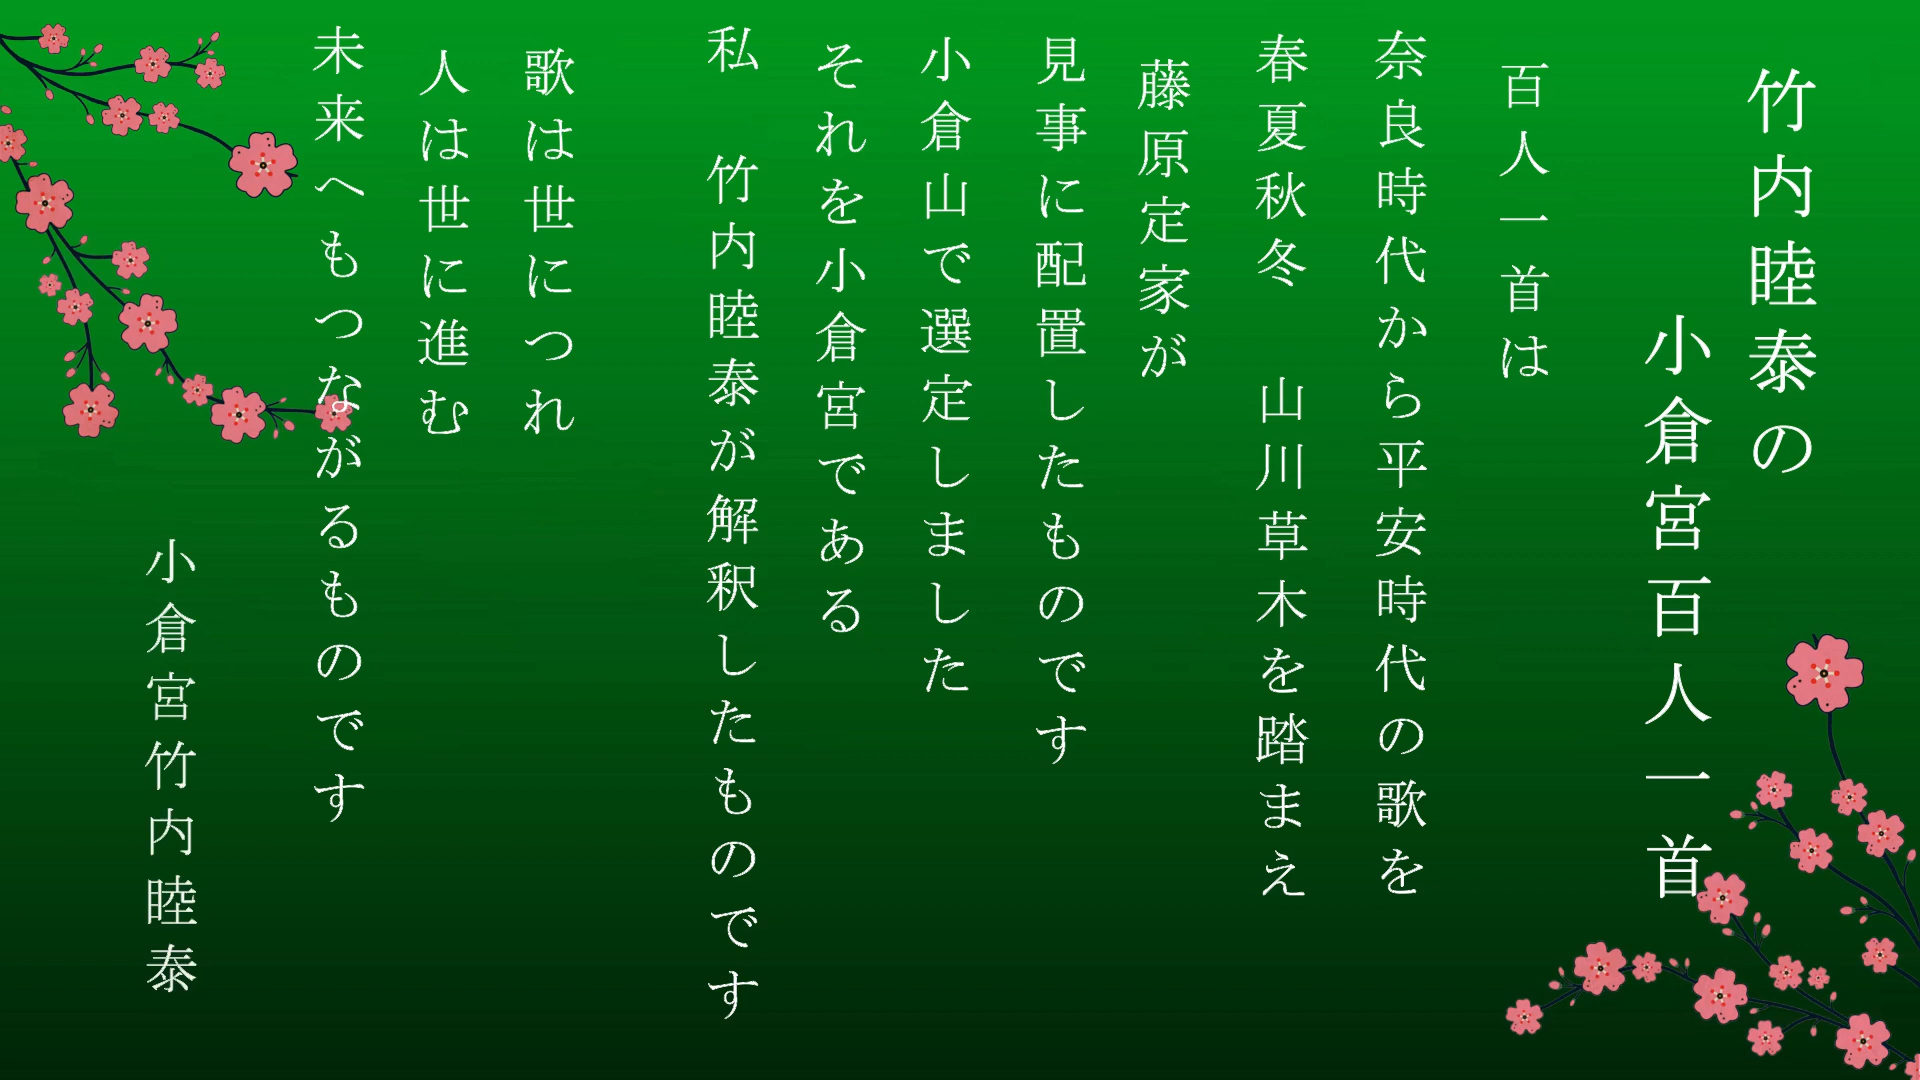 竹内睦泰の
小倉宮百人一首
百人一首は
奈良時代から平安時代の歌を
春夏秋冬　山川草木を踏まえ
藤原定家が
見事に配置したものです
小倉山で選定しました
それを小倉宮である
私　竹内睦泰が解釈したものです
歌は世につれ
人は世に進む
未来へもつながるものです
小倉宮竹内睦泰